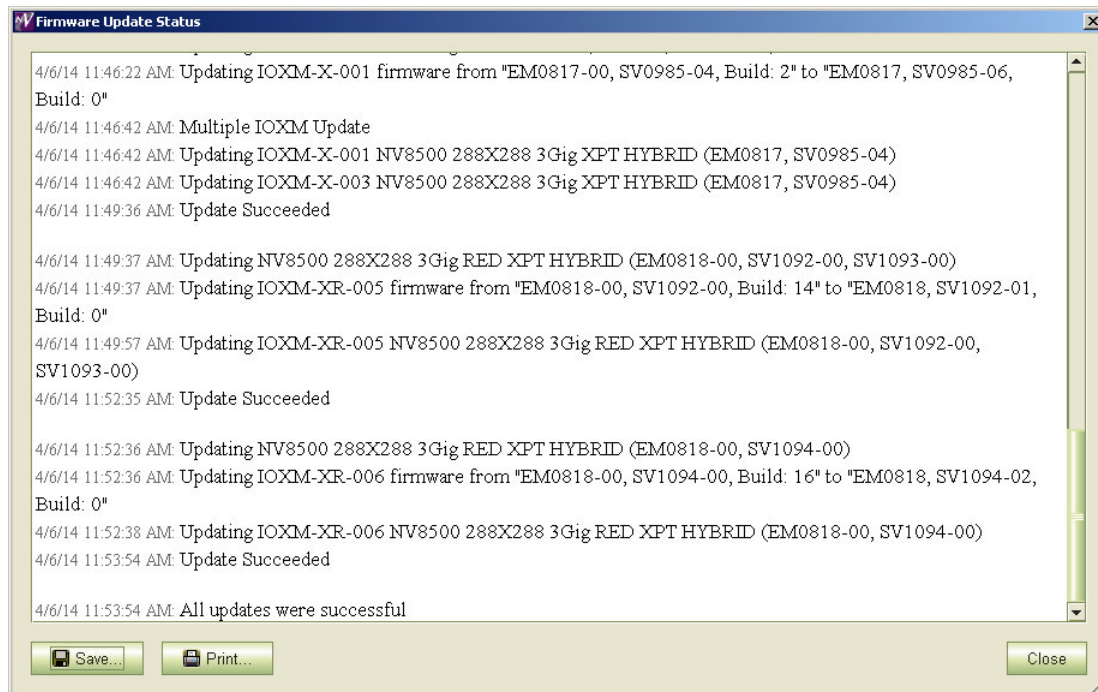 Firmware Update Status
4/6/14 11:46:22 AM: Updating IOXM-X-001 firmware from "EM0817-00, SV0985-04, Build: 2" to "EM0817, SV0985-06,
Build: 0"
4/6/14 11:46:42 AM: Multiple IOXM Update
4/6/14 11:46:42 AM: Updating IOXM-X-001 NV8500 288X288 3Gig XPT HYBRID (EM0817, SV0985-04)
4/6/14 11:46:42 AM: Updating IOXM-X-003 NV8500 288X288 3Gig XPT HYBRID (EM0817, SV0985-04)
4/6/14 11:49:36 AM: Update Succeeded
4/6/14 11:49:37 AM: Updating NV8500 288X288 3Gig RED XPT HYBRID (EM0818-00, SV1092-00, SV1093-00)
4/6/14 11:49:37 AM: Updating IOXM-XR-005 firmware from "EM0818-00, SV1092-00, Build: 14" to "EM0818, SV1092-01,
Build: 0"
4/6/14 11:49:57 AM: Updating IOXM-XR-005 NV8500 288X288 3Gig RED XPT HYBRID (EM0818-00, SV1092-00,
SV1093-00)
4/6/14 11:52:35 AM: Update Succeeded
4/6/14 11:52:36 AM: Updating NV8500 288X288 3Gig RED XPT HYBRID (EM0818-00, SV1094-00)
4/6/14 11:52:36 AM: Updating IOXM-XR-006 firmware from "EM0818-00, SV1094-00, Build: 16" to "EM0818, SV1094-02,
Build: 0"
4/6/14 11:52:38 AM: Updating IOXM-XR-006 NV8500 288X288 3Gig RED XPT HYBRID (EM0818-00, SV1094-00)
4/6/14 11:53:54 AM: Update Succeeded
4/6/14 11:53:54 AM: All updates were successful
Save... Print... Close